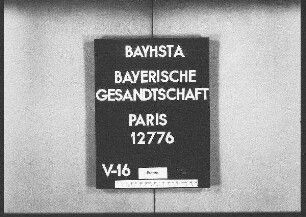 BAYHSTA
BAYERISCHE
GESANDTSCHAFT
PARIS
12776
V-16